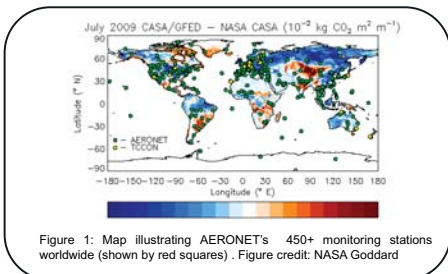 July 2009 CASA/GFED – NASA CASA (10⁻² kg CO₂ m² m⁻¹)
90
60
30
0
−30
−60
−90
Latitude (° N)
– AERONET
– TCCON
−180 −150 −120 −90 −60 −30 0 30 60 90 120 150 180
Longitude (° E)
Figure 1: Map illustrating AERONET's 450+ monitoring stations
worldwide (shown by red squares) . Figure credit: NASA Goddard